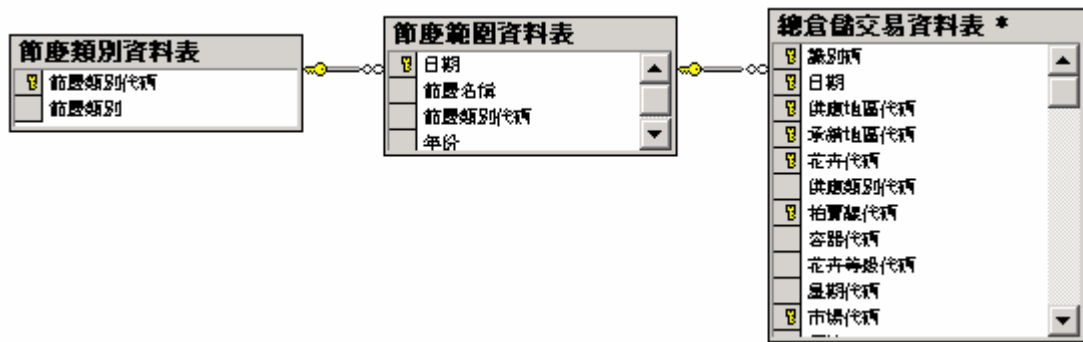 節慶類別資料表
節慶類別代碼
節慶類別
節慶範圍資料表
日期
節慶名稱
節慶類別代碼
年份
總倉儲交易資料表 *
識別碼
日期
供應地區代碼
承銷地區代碼
花卉代碼
供應類別代碼
拍賣線代碼
容器代碼
花卉等級代碼
星期代碼
市場代碼